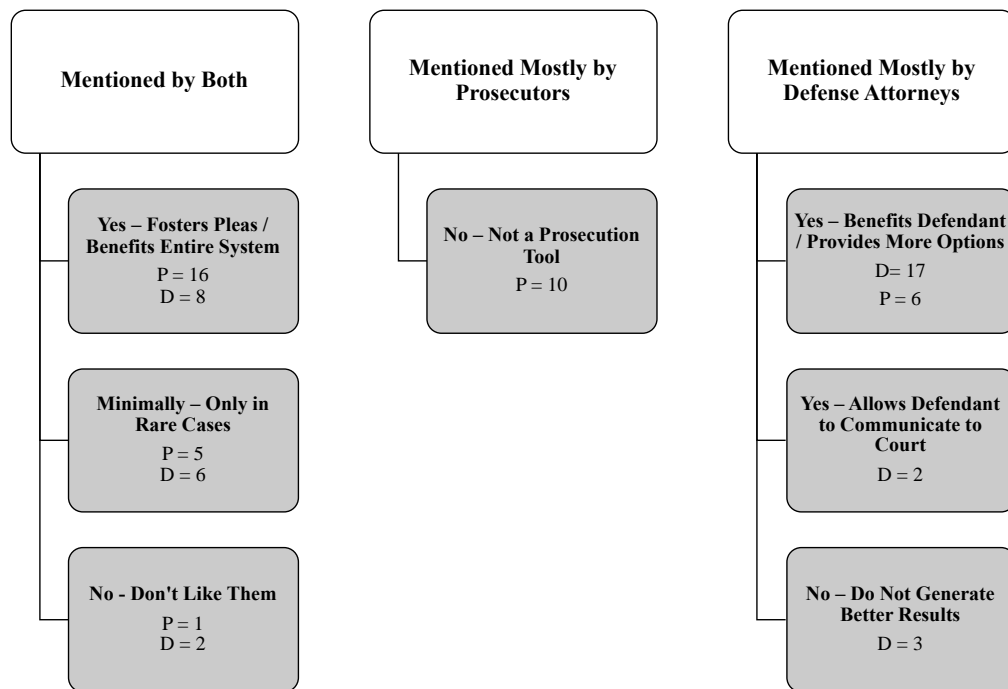 Mentioned by Both
Yes – Fosters Pleas /
Benefits Entire System
P = 16
D = 8
Minimally – Only in
Rare Cases
P = 5
D = 6
No - Don't Like Them
P = 1
D = 2
Mentioned Mostly by
Prosecutors
No – Not a Prosecution
Tool
P = 10
Mentioned Mostly by
Defense Attorneys
Yes – Benefits Defendant
/ Provides More Options
D= 17
P = 6
Yes – Allows Defendant
to Communicate to
Court
D = 2
No – Do Not Generate
Better Results
D = 3